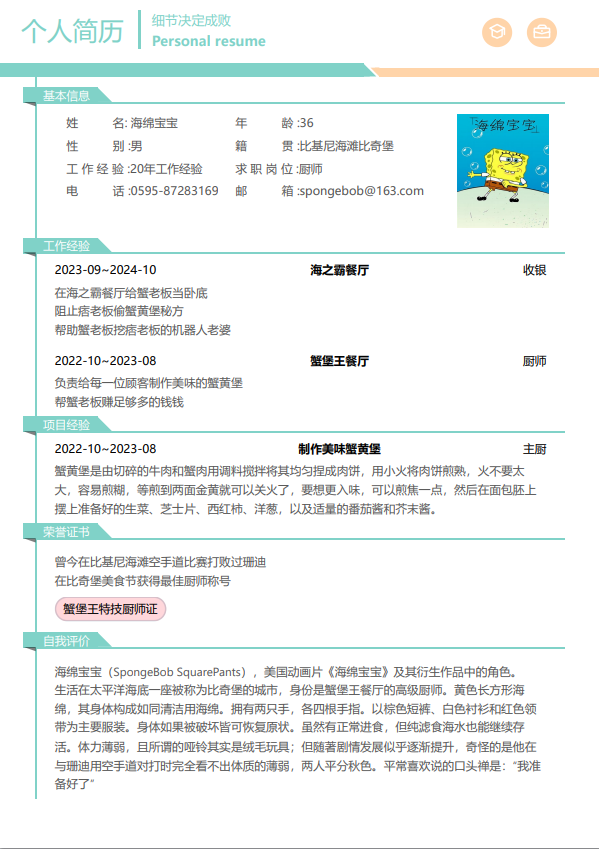 个人简历
细节决定成败
Personal resume
基本信息
姓 名: 海绵宝宝 年 龄 :36
性 别 :男 籍 贯 :比基尼海滩比奇堡
工 作 经 验 :20年工作经验 求 职 岗 位 :厨师
电 话 :0595-87283169 邮 箱 :spongebob@163.com
海绵宝宝
工作经验
2023-09~2024-10 海之霸餐厅 收银
在海之霸餐厅给蟹老板当卧底
阻止痞老板偷蟹黄堡秘方
帮助蟹老板挖痞老板的机器人老婆
2022-10~2023-08 蟹堡王餐厅 厨师
负责给每一位顾客制作美味的蟹黄堡
帮蟹老板赚足够多的钱钱
项目经验
2022-10~2023-08 制作美味蟹黄堡 主厨
蟹黄堡是由切碎的牛肉和蟹肉用调料搅拌将其均匀捏成肉饼，用小火将肉饼煎熟，火不要太
大，容易煎糊，等煎到两面金黄就可以关火了，要想更入味，可以煎焦一点，然后在面包胚上
摆上准备好的生菜、芝士片、西红柿、洋葱，以及适量的番茄酱和芥末酱。
荣誉证书
曾今在比基尼海滩空手道比赛打败过珊迪
在比奇堡美食节获得最佳厨师称号
蟹堡王特技厨师证
自我评价
海绵宝宝（SpongeBob SquarePants），美国动画片《海绵宝宝》及其衍生作品中的角色。
生活在太平洋海底一座被称为比奇堡的城市，身份是蟹堡王餐厅的高级厨师。黄色长方形海
绵，其身体构成如同清洁用海绵。拥有两只手，各四根手指。以棕色短裤、白色衬衫和红色领
带为主要服装。身体如果被破坏皆可恢复原状。虽然有正常进食，但纯滤食海水也能继续存
活。体力薄弱，且所谓的哑铃其实是绒毛玩具；但随著剧情发展似乎逐渐提升，奇怪的是他在
与珊迪用空手道对打时完全看不出体质的薄弱，两人平分秋色。平常喜欢说的口头禅是：“我准
备好了”